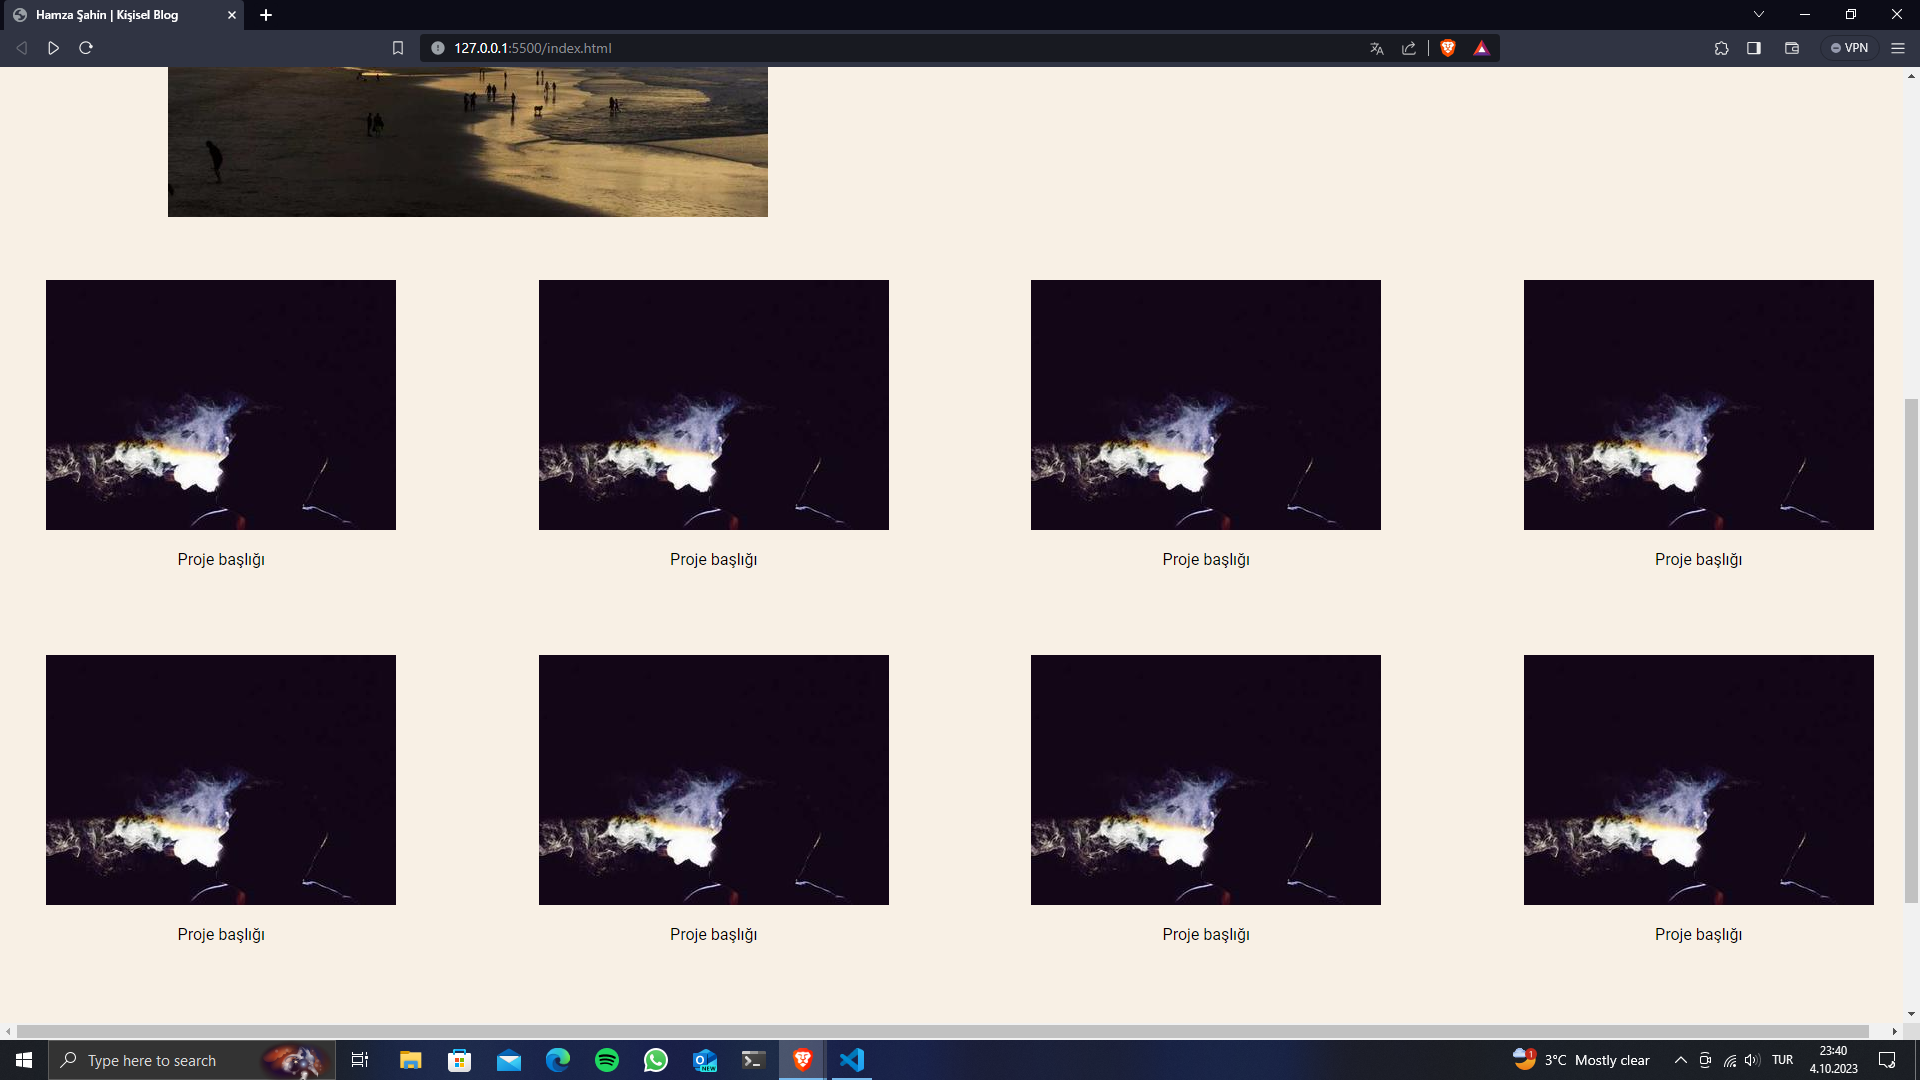 Hamza Şahin | Kişisel Blog
127.0.0.1:5500/index.html
VPN
Proje başlığı
Proje başlığı
Proje başlığı
Proje başlığı
Proje başlığı
Proje başlığı
Proje başlığı
Proje başlığı
Type here to search
NEW
1
3°C Mostly clear
TUR
23:40
4.10.2023